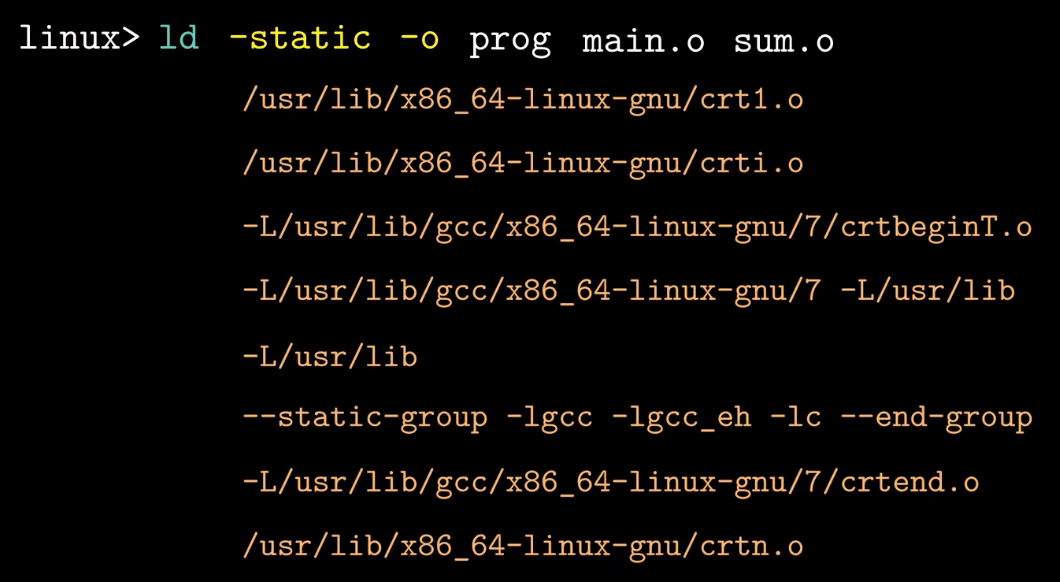 linux> ld -static -o prog main.o sum.o
/usr/lib/x86_64-linux-gnu/crt1.o
/usr/lib/x86_64-linux-gnu/crti.o
-L/usr/lib/gcc/x86_64-linux-gnu/7/crtbeginT.o
-L/usr/lib/gcc/x86_64-linux-gnu/7 -L/usr/lib
-L/usr/lib
--static-group -lgcc -lgcc_eh -lc --end-group
-L/usr/lib/gcc/x86_64-linux-gnu/7/crtend.o
/usr/lib/x86_64-linux-gnu/crtn.o